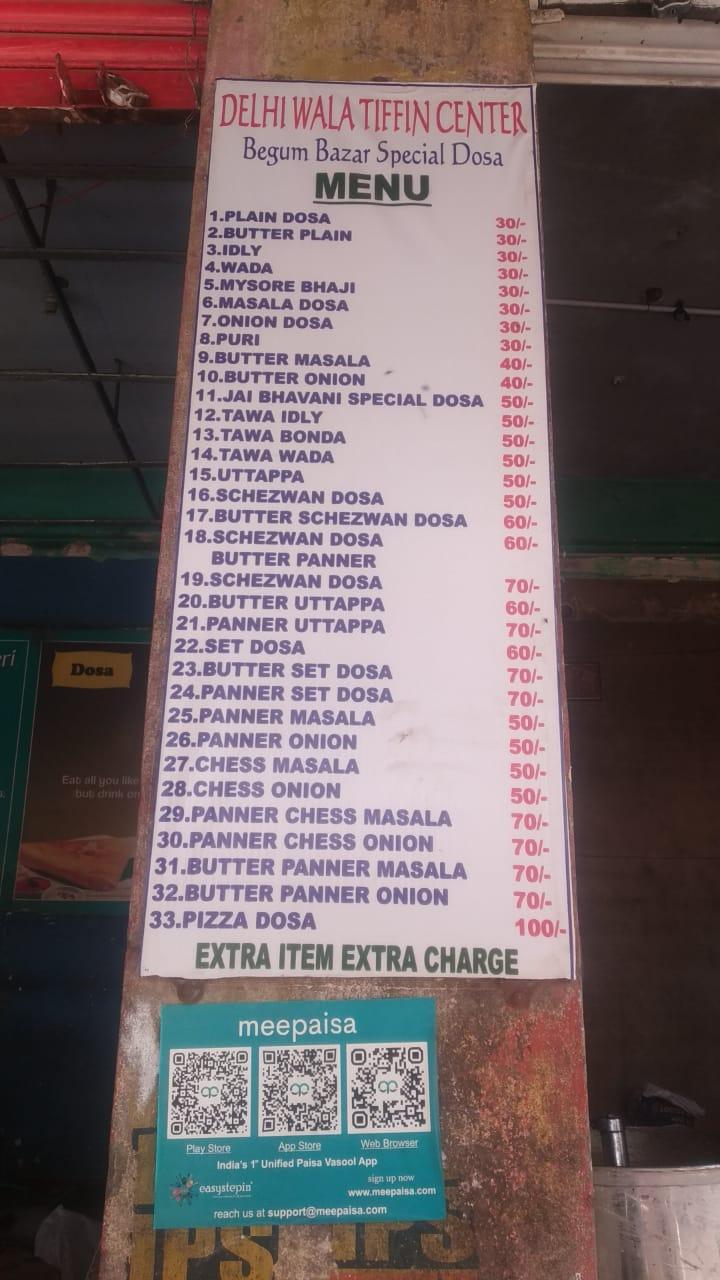 DELHI WALA TIFFIN CENTER
Begum Bazar Special Dosa
MENU
1.PLAIN DOSA 30/-
2.BUTTER PLAIN 30/-
3.IDLY 30/-
4.WADA 30/-
5.MYSORE BHAJI 30/-
6.MASALA DOSA 30/-
7.ONION DOSA 30/-
8.PURI 30/-
9.BUTTER MASALA 40/-
10.BUTTER ONION 40/-
11.JAI BHAVANI SPECIAL DOSA 50/-
12.TAWA IDLY 50/-
13.TAWA BONDA 50/-
14.TAWA WADA 50/-
15.UTTAPPA 50/-
16.SCHEZWAN DOSA 50/-
17.BUTTER SCHEZWAN DOSA 60/-
18.SCHEZWAN DOSA 60/-
BUTTER PANNER
19.SCHEZWAN DOSA 70/-
20.BUTTER UTTAPPA 60/-
21.PANNER UTTAPPA 70/-
22.SET DOSA 60/-
23.BUTTER SET DOSA 70/-
24.PANNER SET DOSA 70/-
25.PANNER MASALA 50/-
26.PANNER ONION 50/-
27.CHESS MASALA 50/-
28.CHESS ONION 50/-
29.PANNER CHESS MASALA 70/-
30.PANNER CHESS ONION 70/-
31.BUTTER PANNER MASALA 70/-
32.BUTTER PANNER ONION 70/-
33.PIZZA DOSA 100/-
EXTRA ITEM EXTRA CHARGE
Dosa
Eat all you like
but drink
meepaisa
Play Store App Store Web Browser
India's 1st Unified Paisa Vasool App
easystepin
sign up now
www.meepaisa.com
reach us at support@meepaisa.com